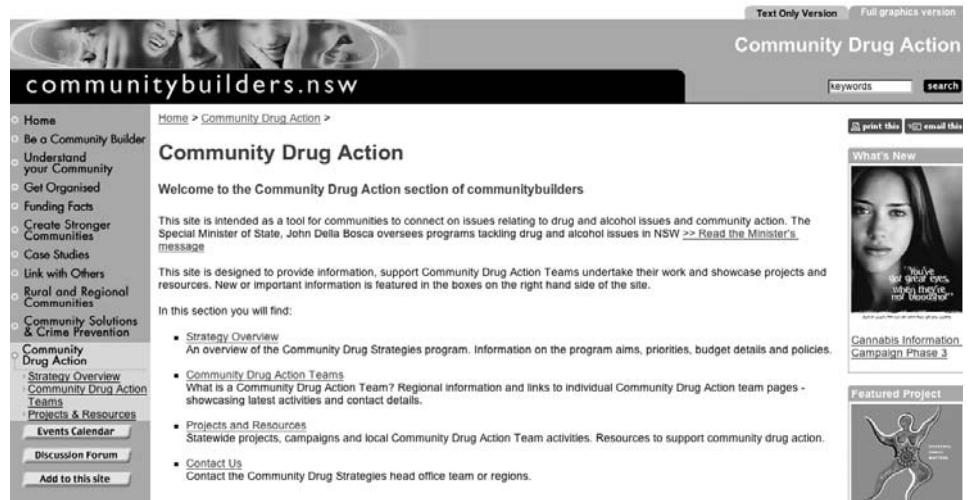 Text Only Version
Full graphics version
Community Drug Action
communitybuilders.nsw
keywords
search
Home
Be a Community Builder
Understand
your Community
Get Organised
Funding Facts
Create Stronger
Communities
Case Studies
Link with Others
Rural and Regional
Communities
Community Solutions
& Crime Prevention
Community
Drug Action
Strategy Overview
Community Drug Action
Teams
Projects & Resources
Events Calendar
Discussion Forum
Add to this site
Home > Community Drug Action >
Community Drug Action
Welcome to the Community Drug Action section of communitybuilders
This site is intended as a tool for communities to connect on issues relating to drug and alcohol issues and community action. The
Special Minister of State, John Della Bosca oversees programs tackling drug and alcohol issues in NSW >> Read the Minister's
message
This site is designed to provide information, support Community Drug Action Teams undertake their work and showcase projects and
resources. New or important information is featured in the boxes on the right hand side of the site.
In this section you will find:
Strategy Overview
An overview of the Community Drug Strategies program. Information on the program aims, priorities, budget details and policies.
Community Drug Action Teams
What is a Community Drug Action Team? Regional information and links to individual Community Drug Action team pages -
showcasing latest activities and contact details.
Projects and Resources
Statewide projects, campaigns and local Community Drug Action Team activities. Resources to support community drug action.
Contact Us
Contact the Community Drug Strategies head office team or regions.
print this
email this
What's New
"You've
got great eyes,
when they're
not bloodshot"
Cannabis Information
Campaign Phase 3
Featured Project